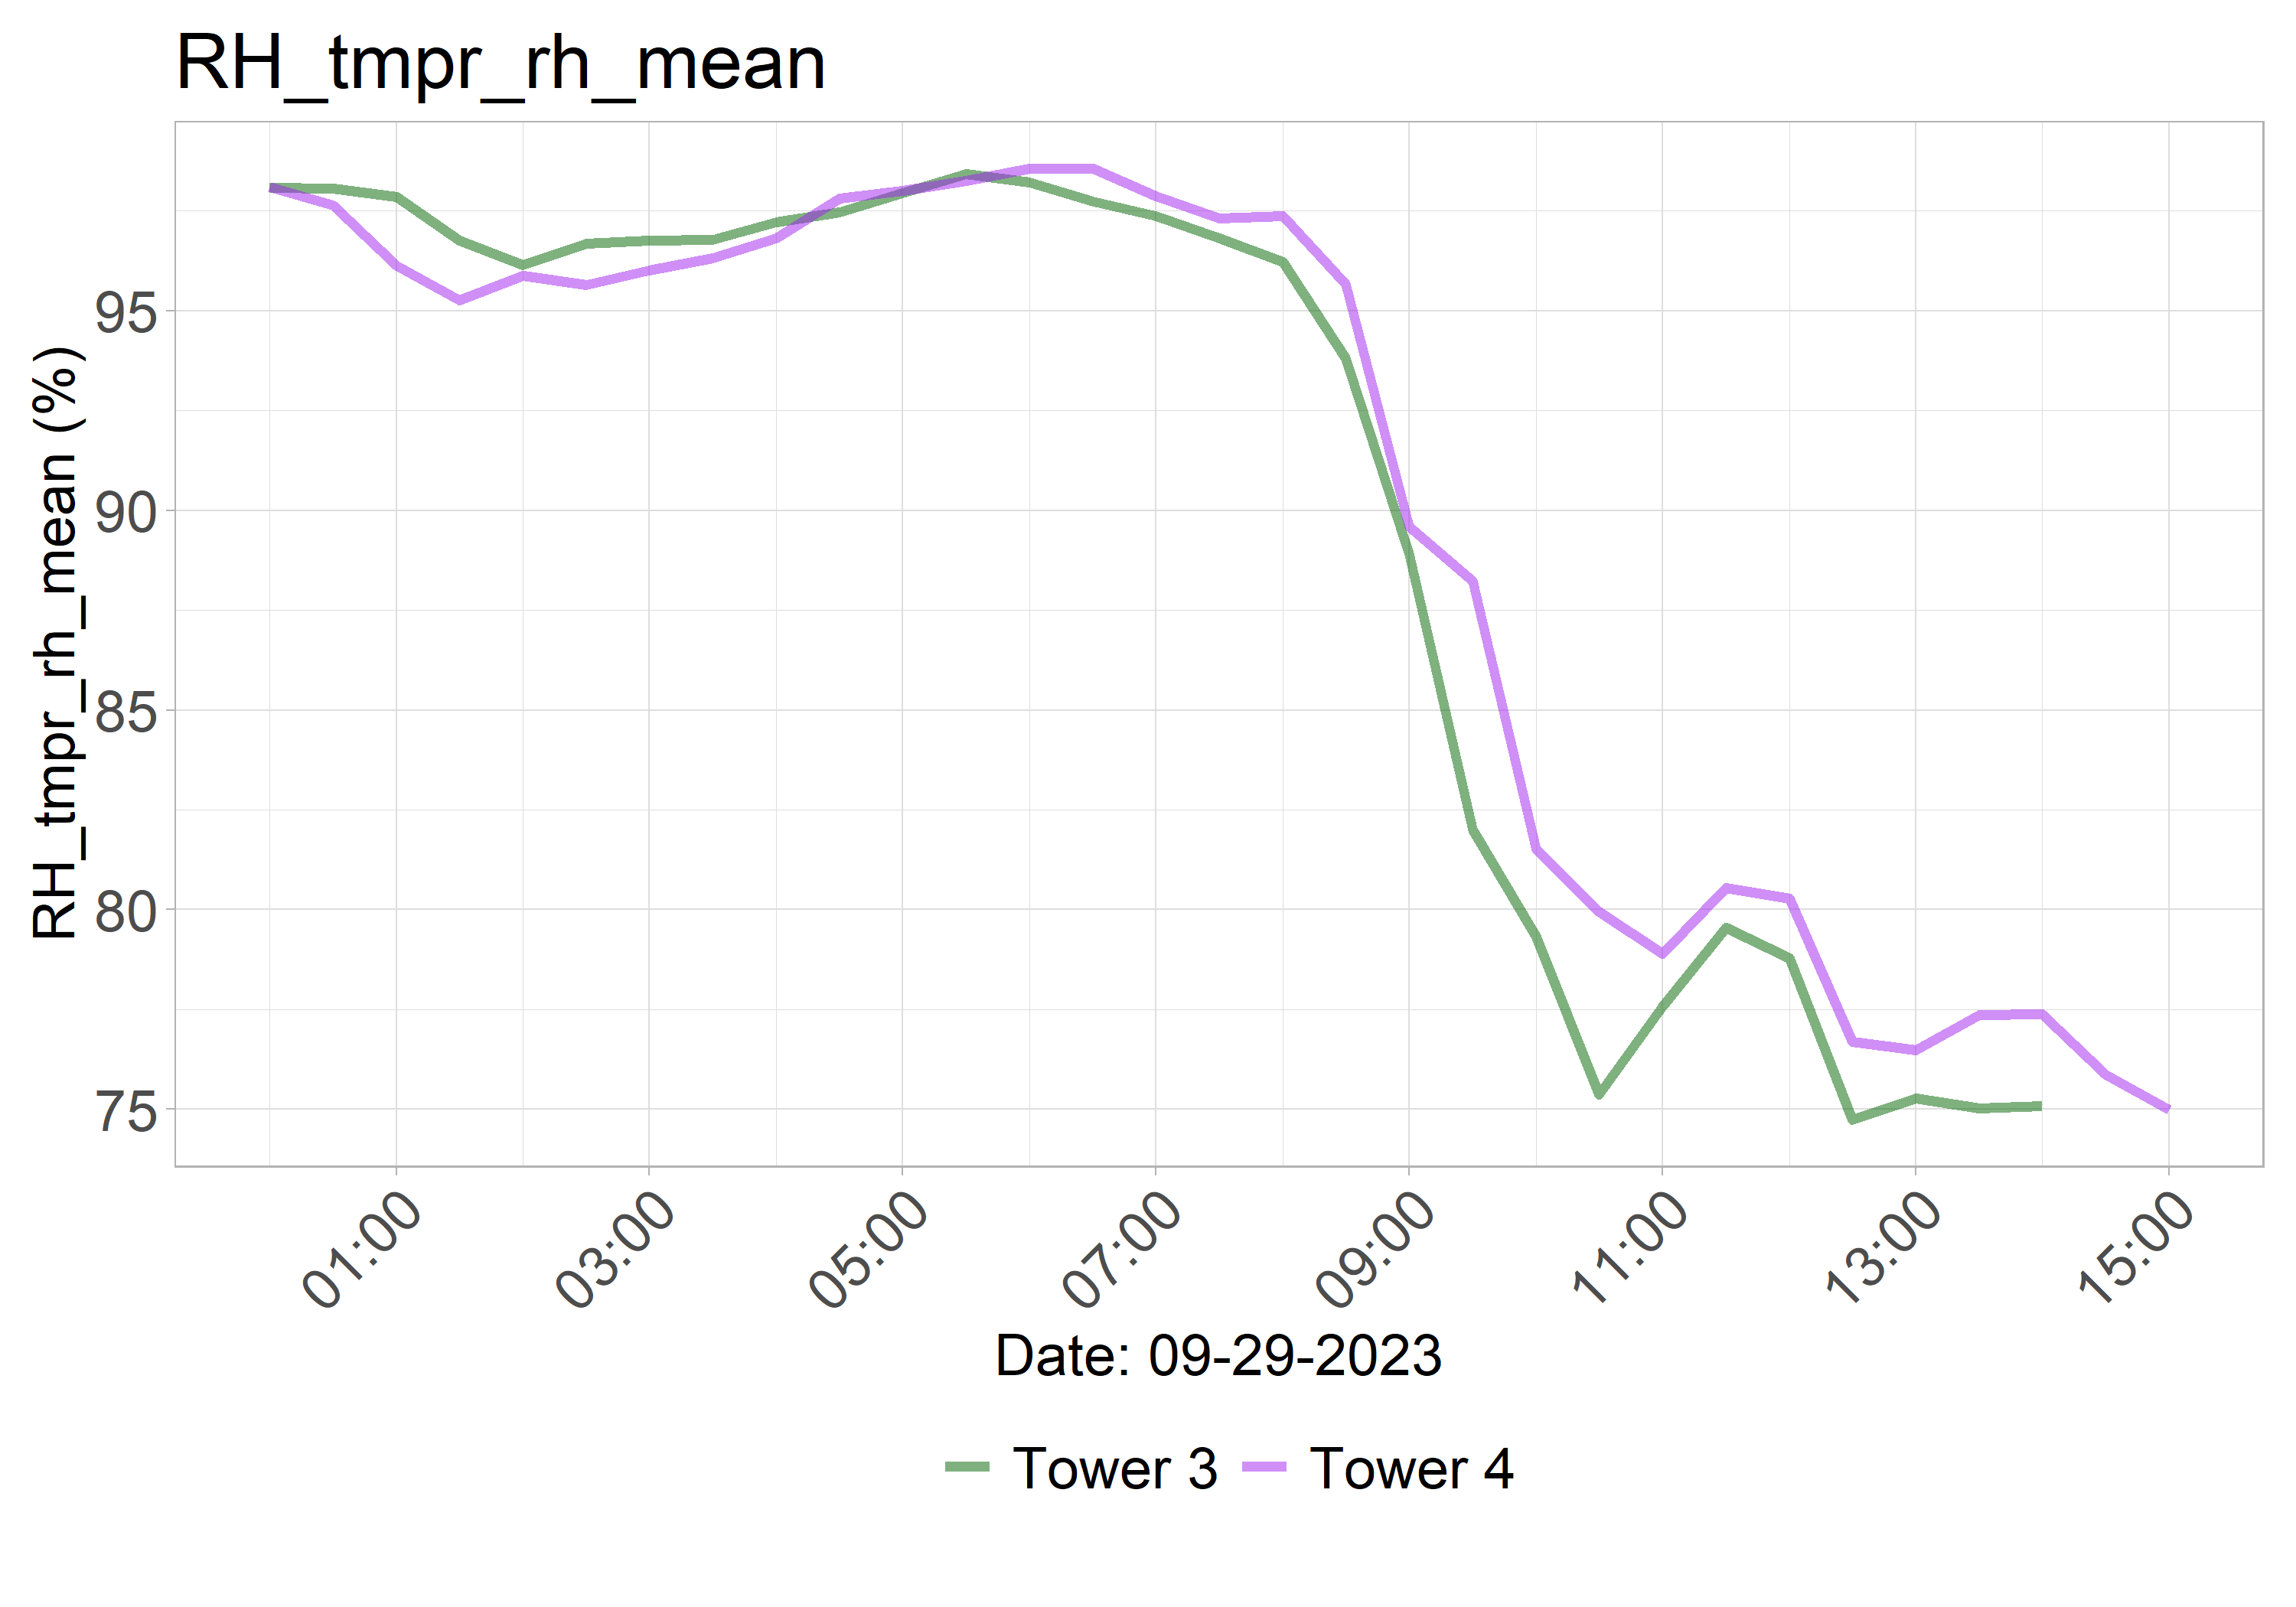 RH_tmpr_rh_mean
RH_tmpr_rh_mean (%)
95
90
85
80
75
01:00 03:00 05:00 07:00 09:00 11:00 13:00 15:00
Date: 09-29-2023
Tower 3 Tower 4